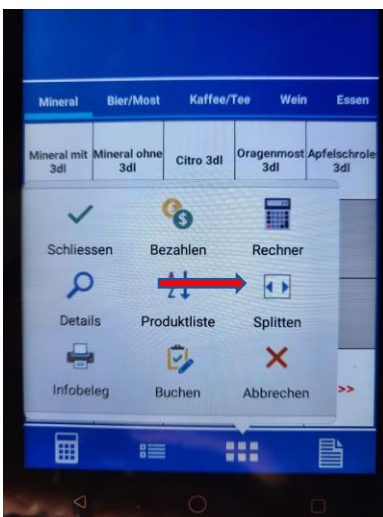 Mineral Bier/Most Kaffee/Tee Wein Essen
Mineral mit 3dl
Mineral ohne 3dl
Citro 3dl
Oragenmost 3dl
Apfelschrole 3dl
Schliessen Bezahlen Rechner
Details Produktliste Splitten
Infobeleg Buchen Abbrechen
>>